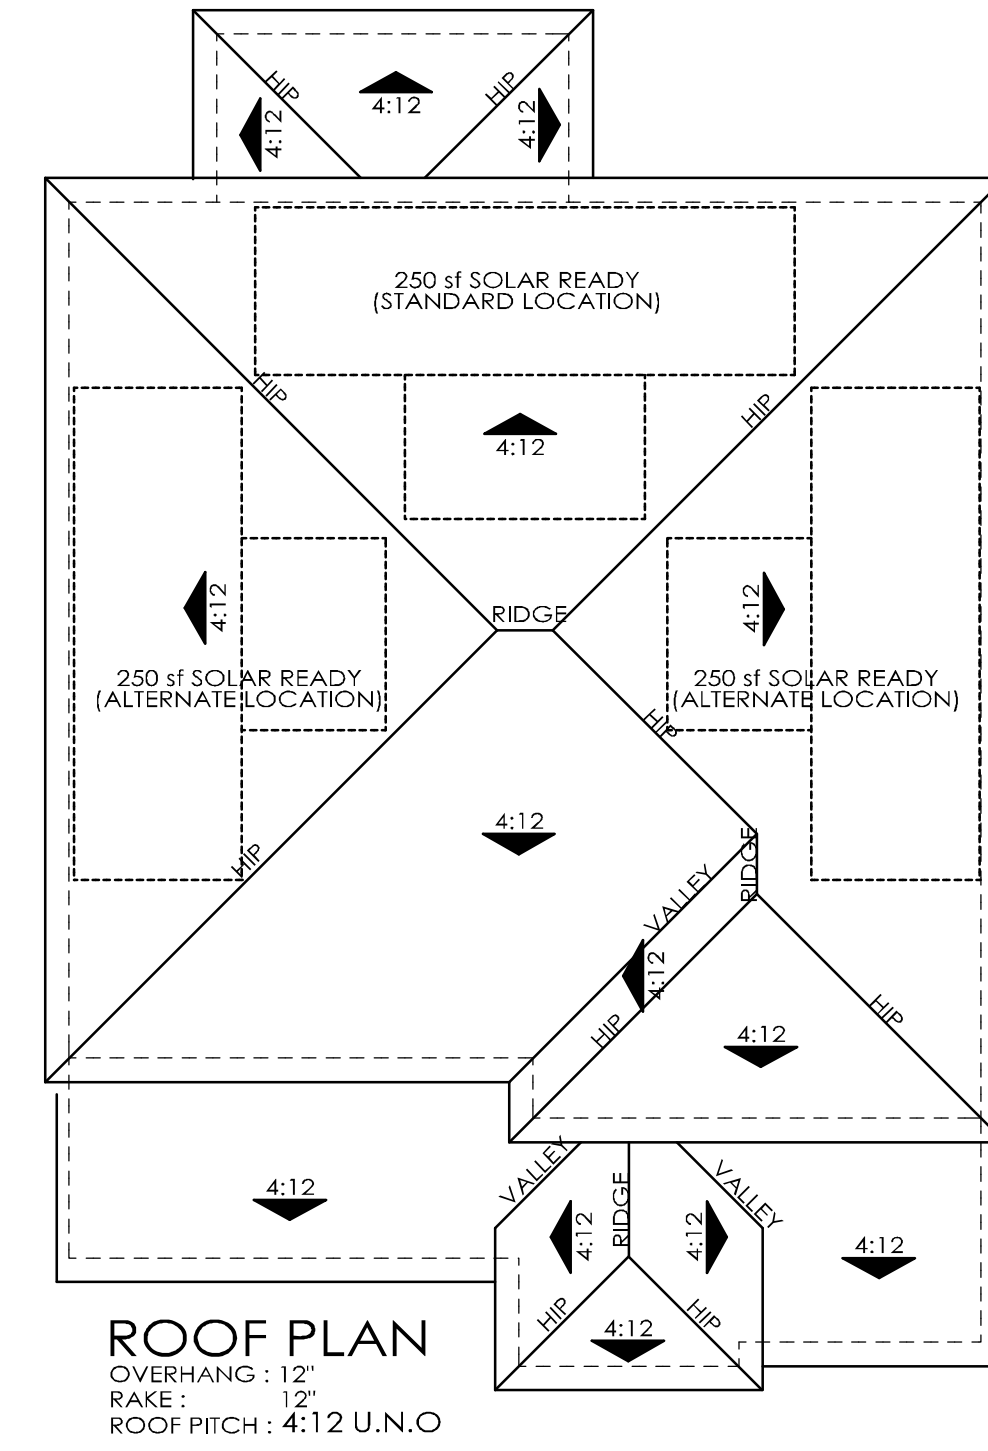 HIP
HIP
4:12
4:12
4:12
250 sf SOLAR READY
(STANDARD LOCATION)
HIP
HIP
4:12
4:12
4:12
RIDGE
250 sf SOLAR READY
(ALTERNATE LOCATION)
250 sf SOLAR READY
(ALTERNATE LOCATION)
HIP
4:12
HIP
RIDGE
VALLEY
4:12
HIP
HIP
4:12
VALLEY
RIDGE
VALLEY
4:12
4:12
4:12
4:12
HIP
HIP
4:12
ROOF PLAN
OVERHANG : 12"
RAKE : 12"
ROOF PITCH : 4:12 U.N.O